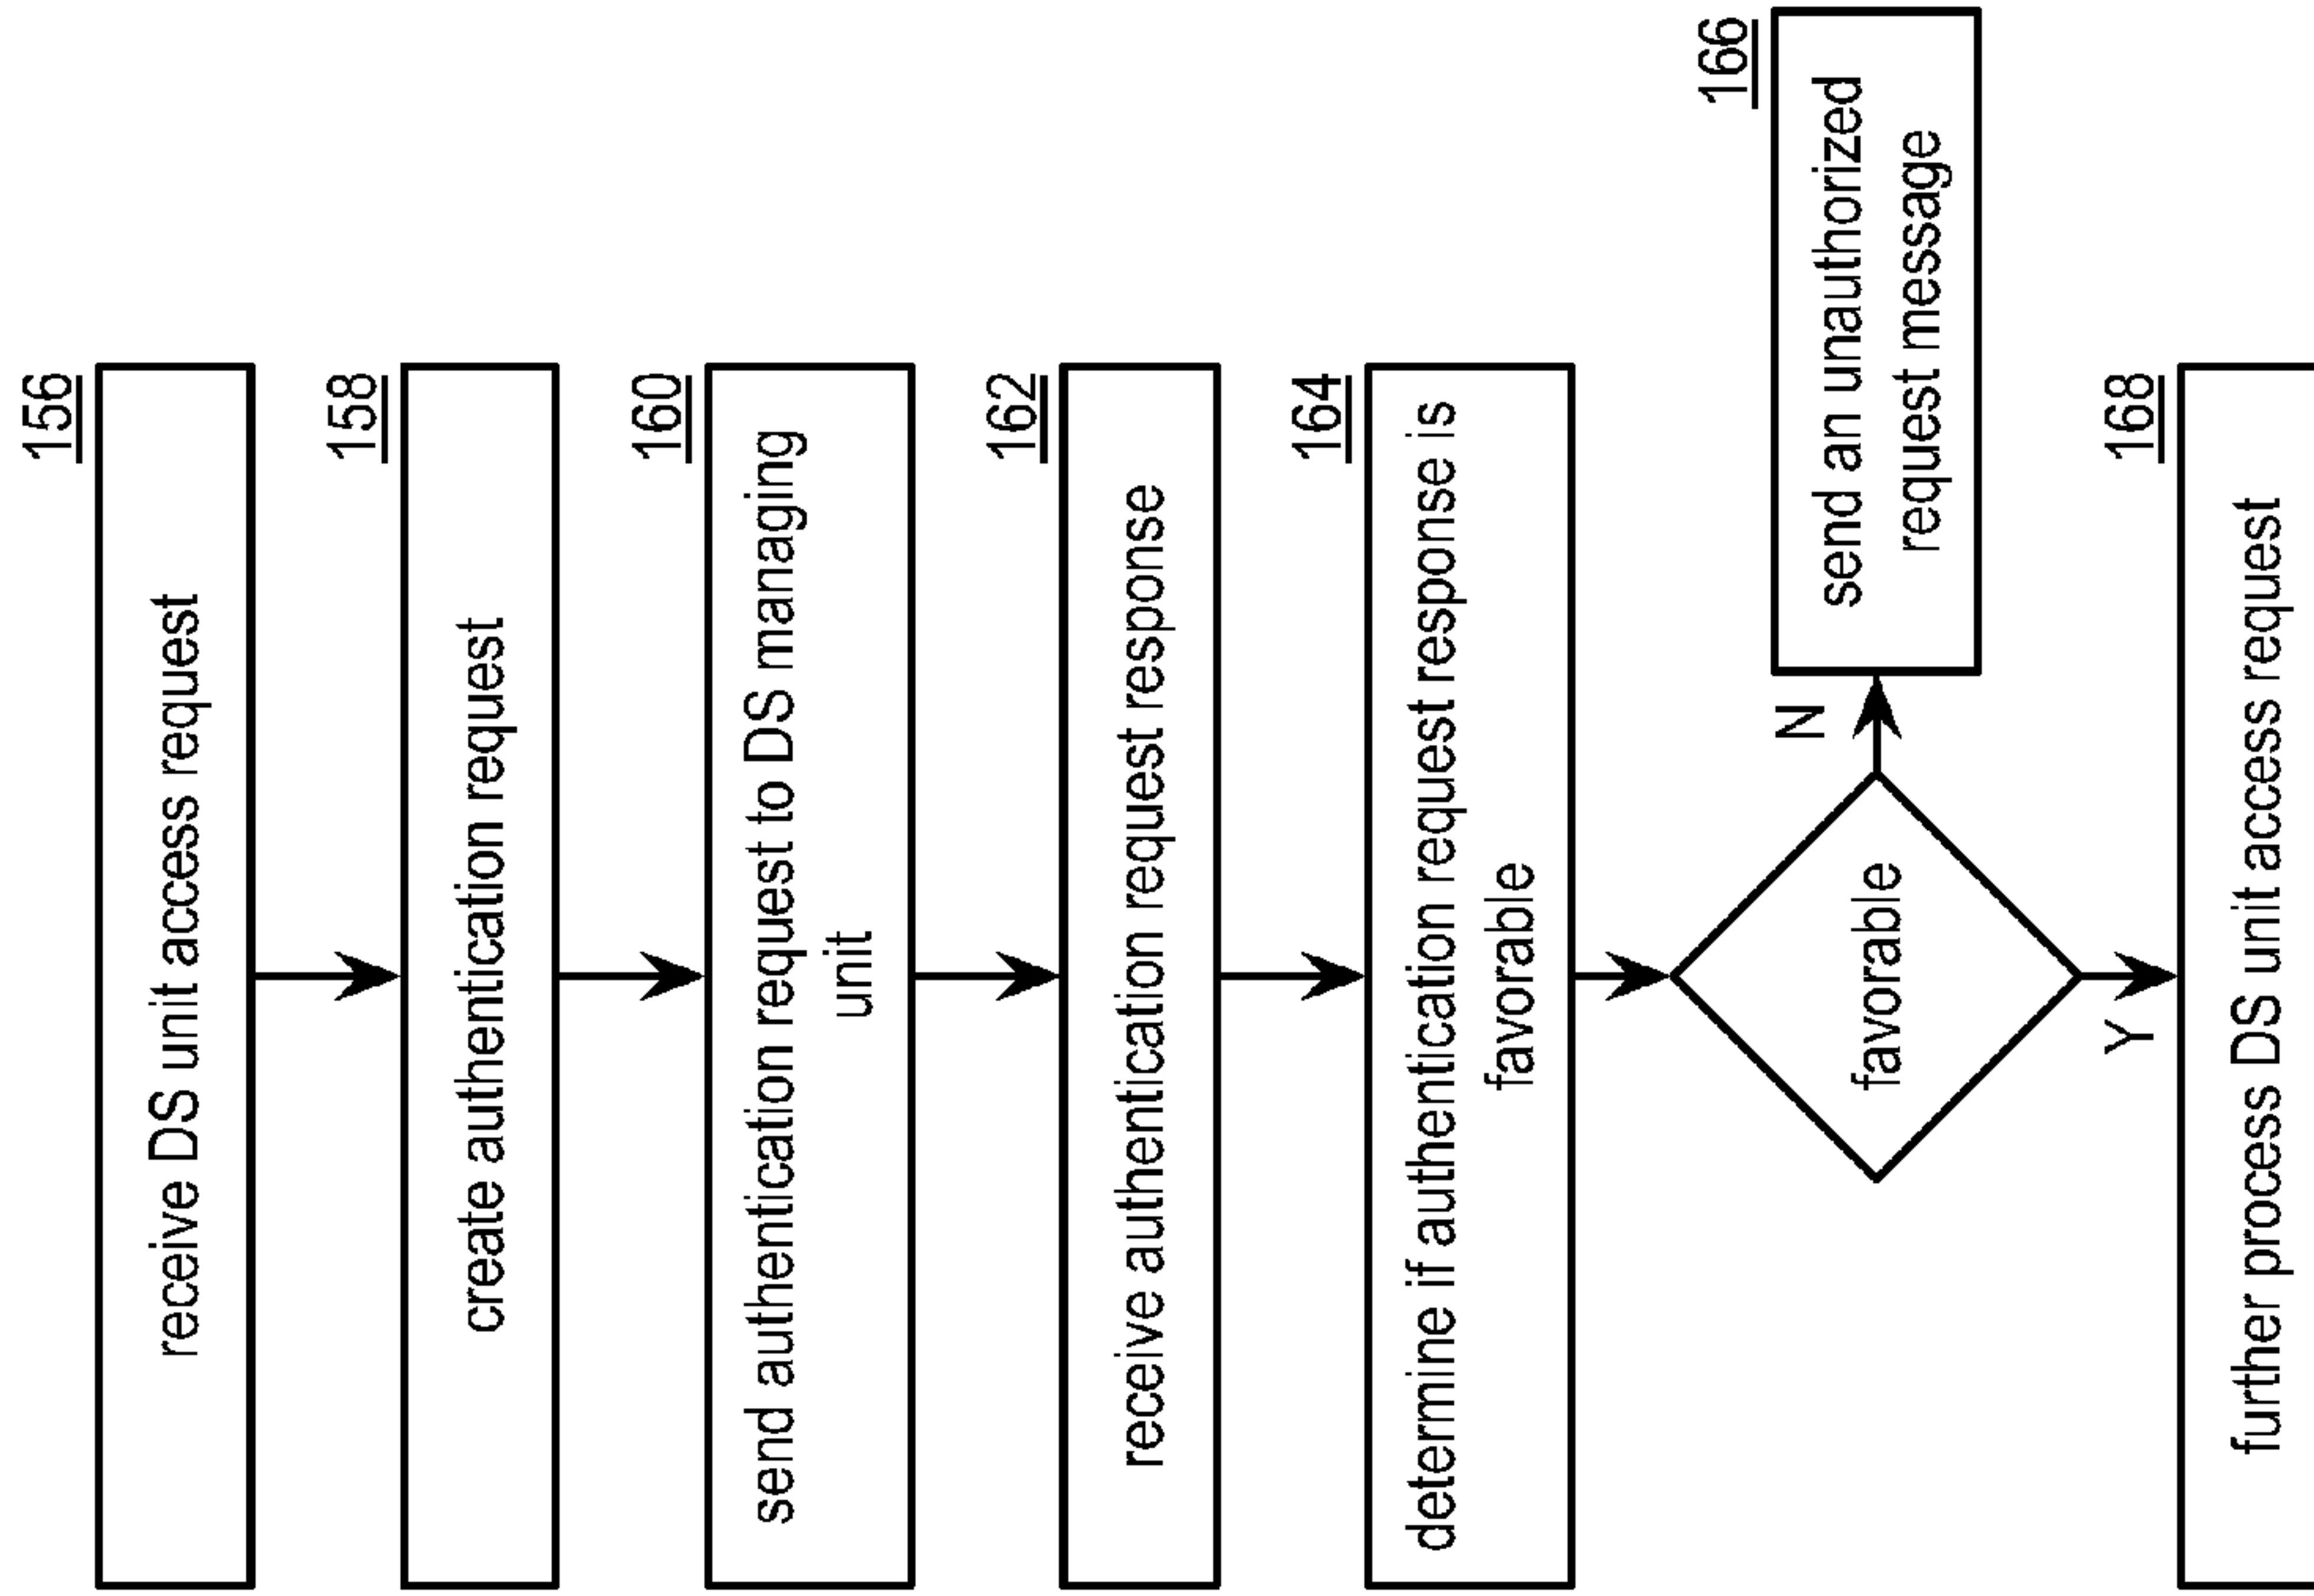 156
receive DS unit access request
158
create authentication request
160
send authentication request to DS managing
unit
162
receive authentication request response
164
determine if authentication request response is
favorable
favorable
N
166
send an unauthorized
request message
Y
168
further process DS unit access request